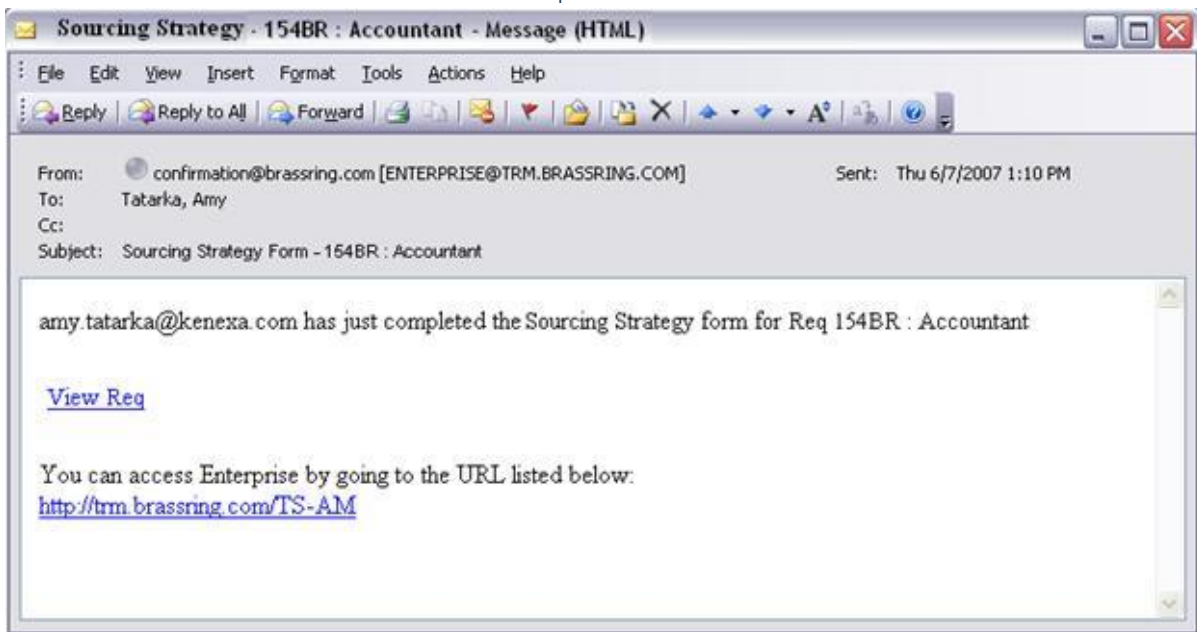 Sourcing Strategy - 154BR : Accountant - Message (HTML)
File Edit View Insert Format Tools Actions Help
Reply Reply to All Forward
From: confirmation@brassring.com [ENTERPRISE@TRM.BRASSRING.COM] Sent: Thu 6/7/2007 1:10 PM
To: Tatarka, Amy
Cc:
Subject: Sourcing Strategy Form - 154BR : Accountant
amy.tatarka@kenexa.com has just completed the Sourcing Strategy form for Req 154BR : Accountant
View Req
You can access Enterprise by going to the URL listed below:
http://trm.brassring.com/TS-AM